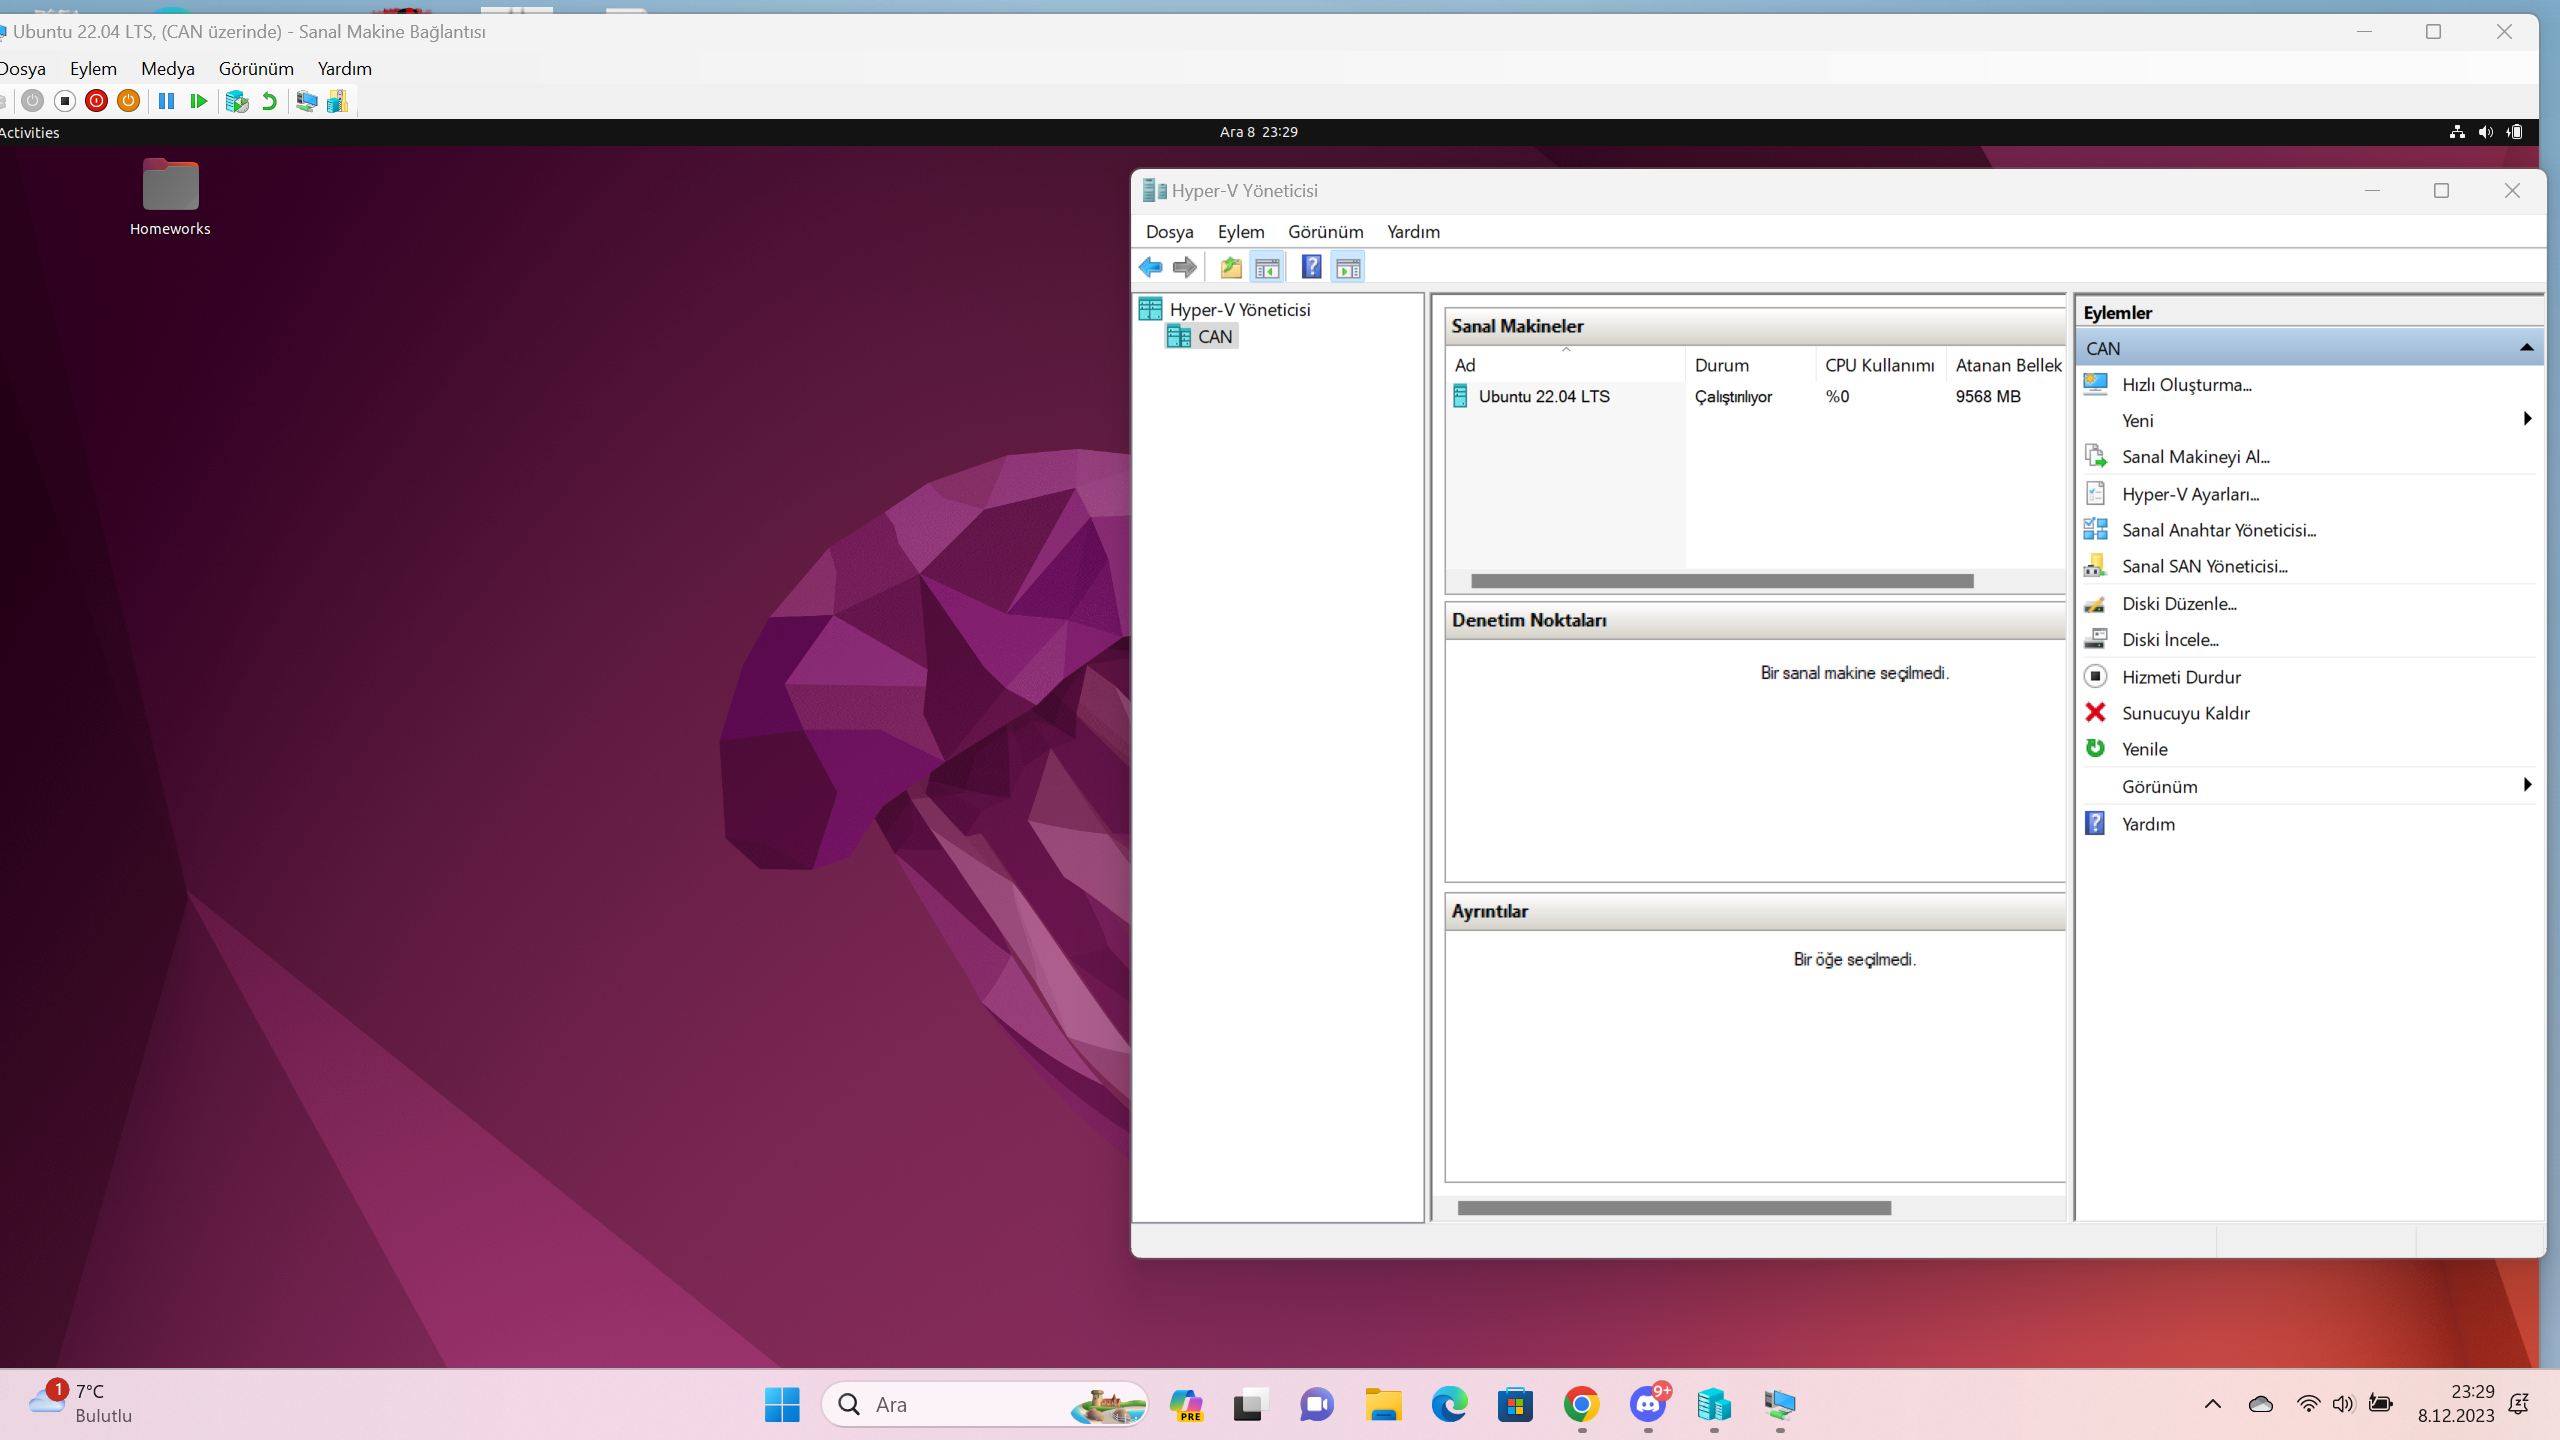 Ubuntu 22.04 LTS, (CAN üzerinde) - Sanal Makine Bağlantısı
Dosya Eylem Medya Görünüm Yardım
Activities
Ara 8 23:29
Homeworks
Hyper-V Yöneticisi
Dosya Eylem Görünüm Yardım
Hyper-V Yöneticisi
CAN
Sanal Makineler
Ad Durum CPU Kullanımı Atanan Bellek
Ubuntu 22.04 LTS Çalıştırılıyor %0 9568 MB
Denetim Noktaları
Bir sanal makine seçilmedi.
Ayrıntılar
Bir öğe seçilmedi.
Eylemler
CAN
Hızlı Oluşturma...
Yeni
Sanal Makineyi Al...
Hyper-V Ayarları...
Sanal Anahtar Yöneticisi...
Sanal SAN Yöneticisi...
Diski Düzenle...
Diski İncele...
Hizmeti Durdur
Sunucuyu Kaldır
Yenile
Görünüm
Yardım
1
7°C
Bulutlu
Ara
PRE
9+
23:29
8.12.2023